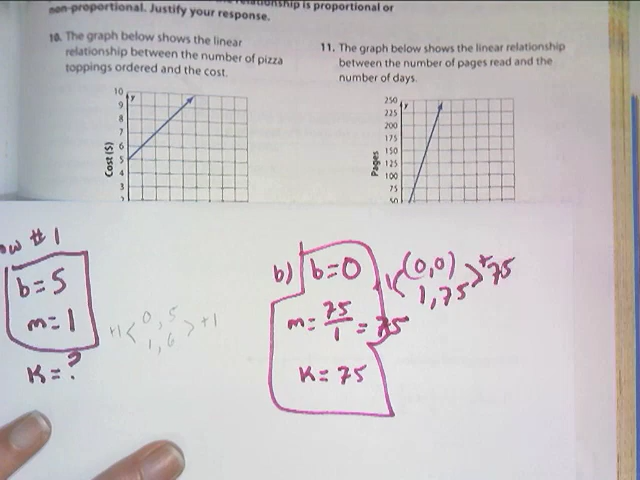 relationship is proportional or
non-proportional. Justify your response.
10. The graph below shows the linear
relationship between the number of pizza
toppings ordered and the cost.
10
9
8
7
6
5
4
3
y
Cost ($)
11. The graph below shows the linear relationship
between the number of pages read and the
number of days.
250
225
200
175
150
125
100
75
50
y
Pages
#1
b=5
m=1
K=?
+1 < 0, 5 > +1
1, 6
b) b=0
m= 75/1 = 75
K= 75
1 < (0,0) > +75
1, 75